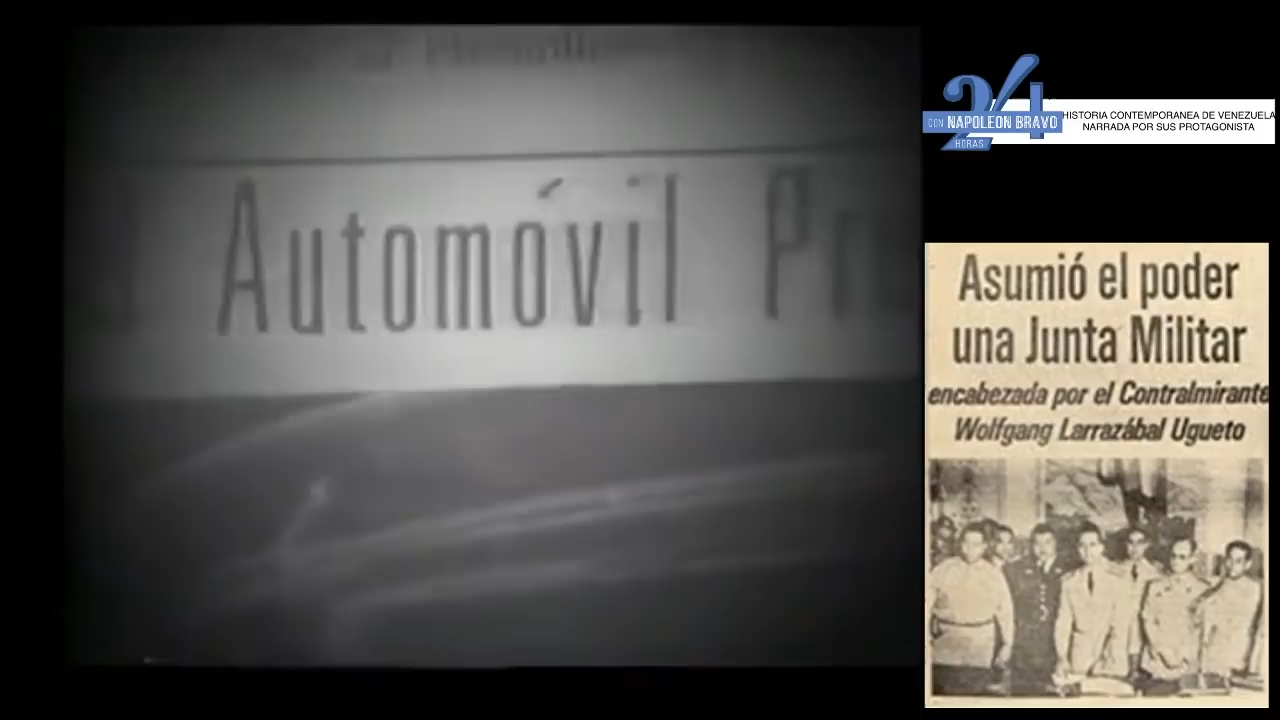 Automóvil
24
CON NAPOLEON BRAVO
HORAS
HISTORIA CONTEMPORANEA DE VENEZUELA
NARRADA POR SUS PROTAGONISTA
Asumió el poder
una Junta Militar
encabezada por el Contralmirante
Wolfgang Larrazábal Ugueto